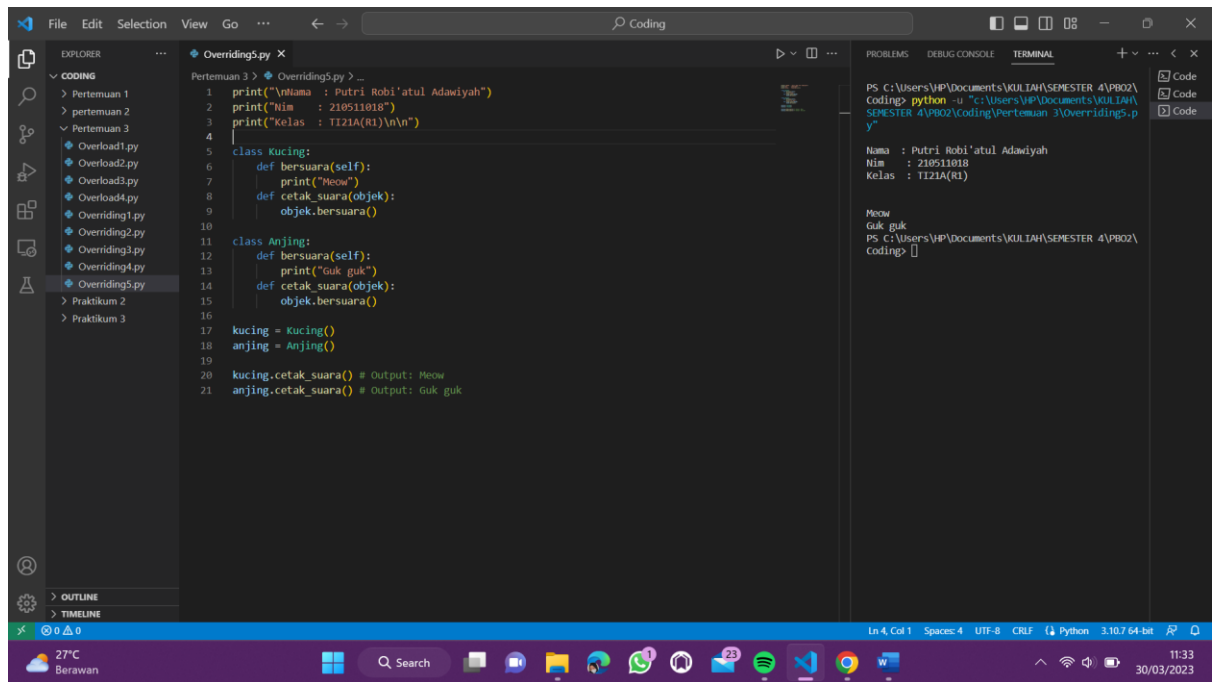 File Edit Selection View Go ··· Coding
EXPLORER ···
CODING
Pertemuan 1
pertemuan 2
Pertemuan 3
Overload1.py
Overload2.py
Overload3.py
Overload4.py
Overriding1.py
Overriding2.py
Overriding3.py
Overriding4.py
Overriding5.py
Praktikum 2
Praktikum 3
OUTLINE
TIMELINE
Overriding5.py
Pertemuan 3 > Overriding5.py > ...
1 print("\nNama : Putri Robi'atul Adawiyah")
2 print("Nim : 210511018")
3 print("Kelas : TI21A(R1)\n\n")
4
5 class Kucing:
6 def bersuara(self):
7 print("Meow")
8 def cetak_suara(objek):
9 objek.bersuara()
10
11 class Anjing:
12 def bersuara(self):
13 print("Guk guk")
14 def cetak_suara(objek):
15 objek.bersuara()
16
17 kucing = Kucing()
18 anjing = Anjing()
19
20 kucing.cetak_suara() # Output: Meow
21 anjing.cetak_suara() # Output: Guk guk
PROBLEMS DEBUG CONSOLE TERMINAL
PS C:\Users\HP\Documents\KULIAH\SEMESTER 4\PBO2\
Coding> python -u "c:\Users\HP\Documents\KULIAH\
SEMESTER 4\PBO2\Coding\Pertemuan 3\Overriding5.p
y"
Nama : Putri Robi'atul Adawiyah
Nim : 210511018
Kelas : TI21A(R1)
Meow
Guk guk
PS C:\Users\HP\Documents\KULIAH\SEMESTER 4\PBO2\
Coding>
Code
Code
Code
0 0 Ln 4, Col 1 Spaces: 4 UTF-8 CRLF Python 3.10.7 64-bit
27°C
Berawan
Search
1
23
11:33
30/03/2023